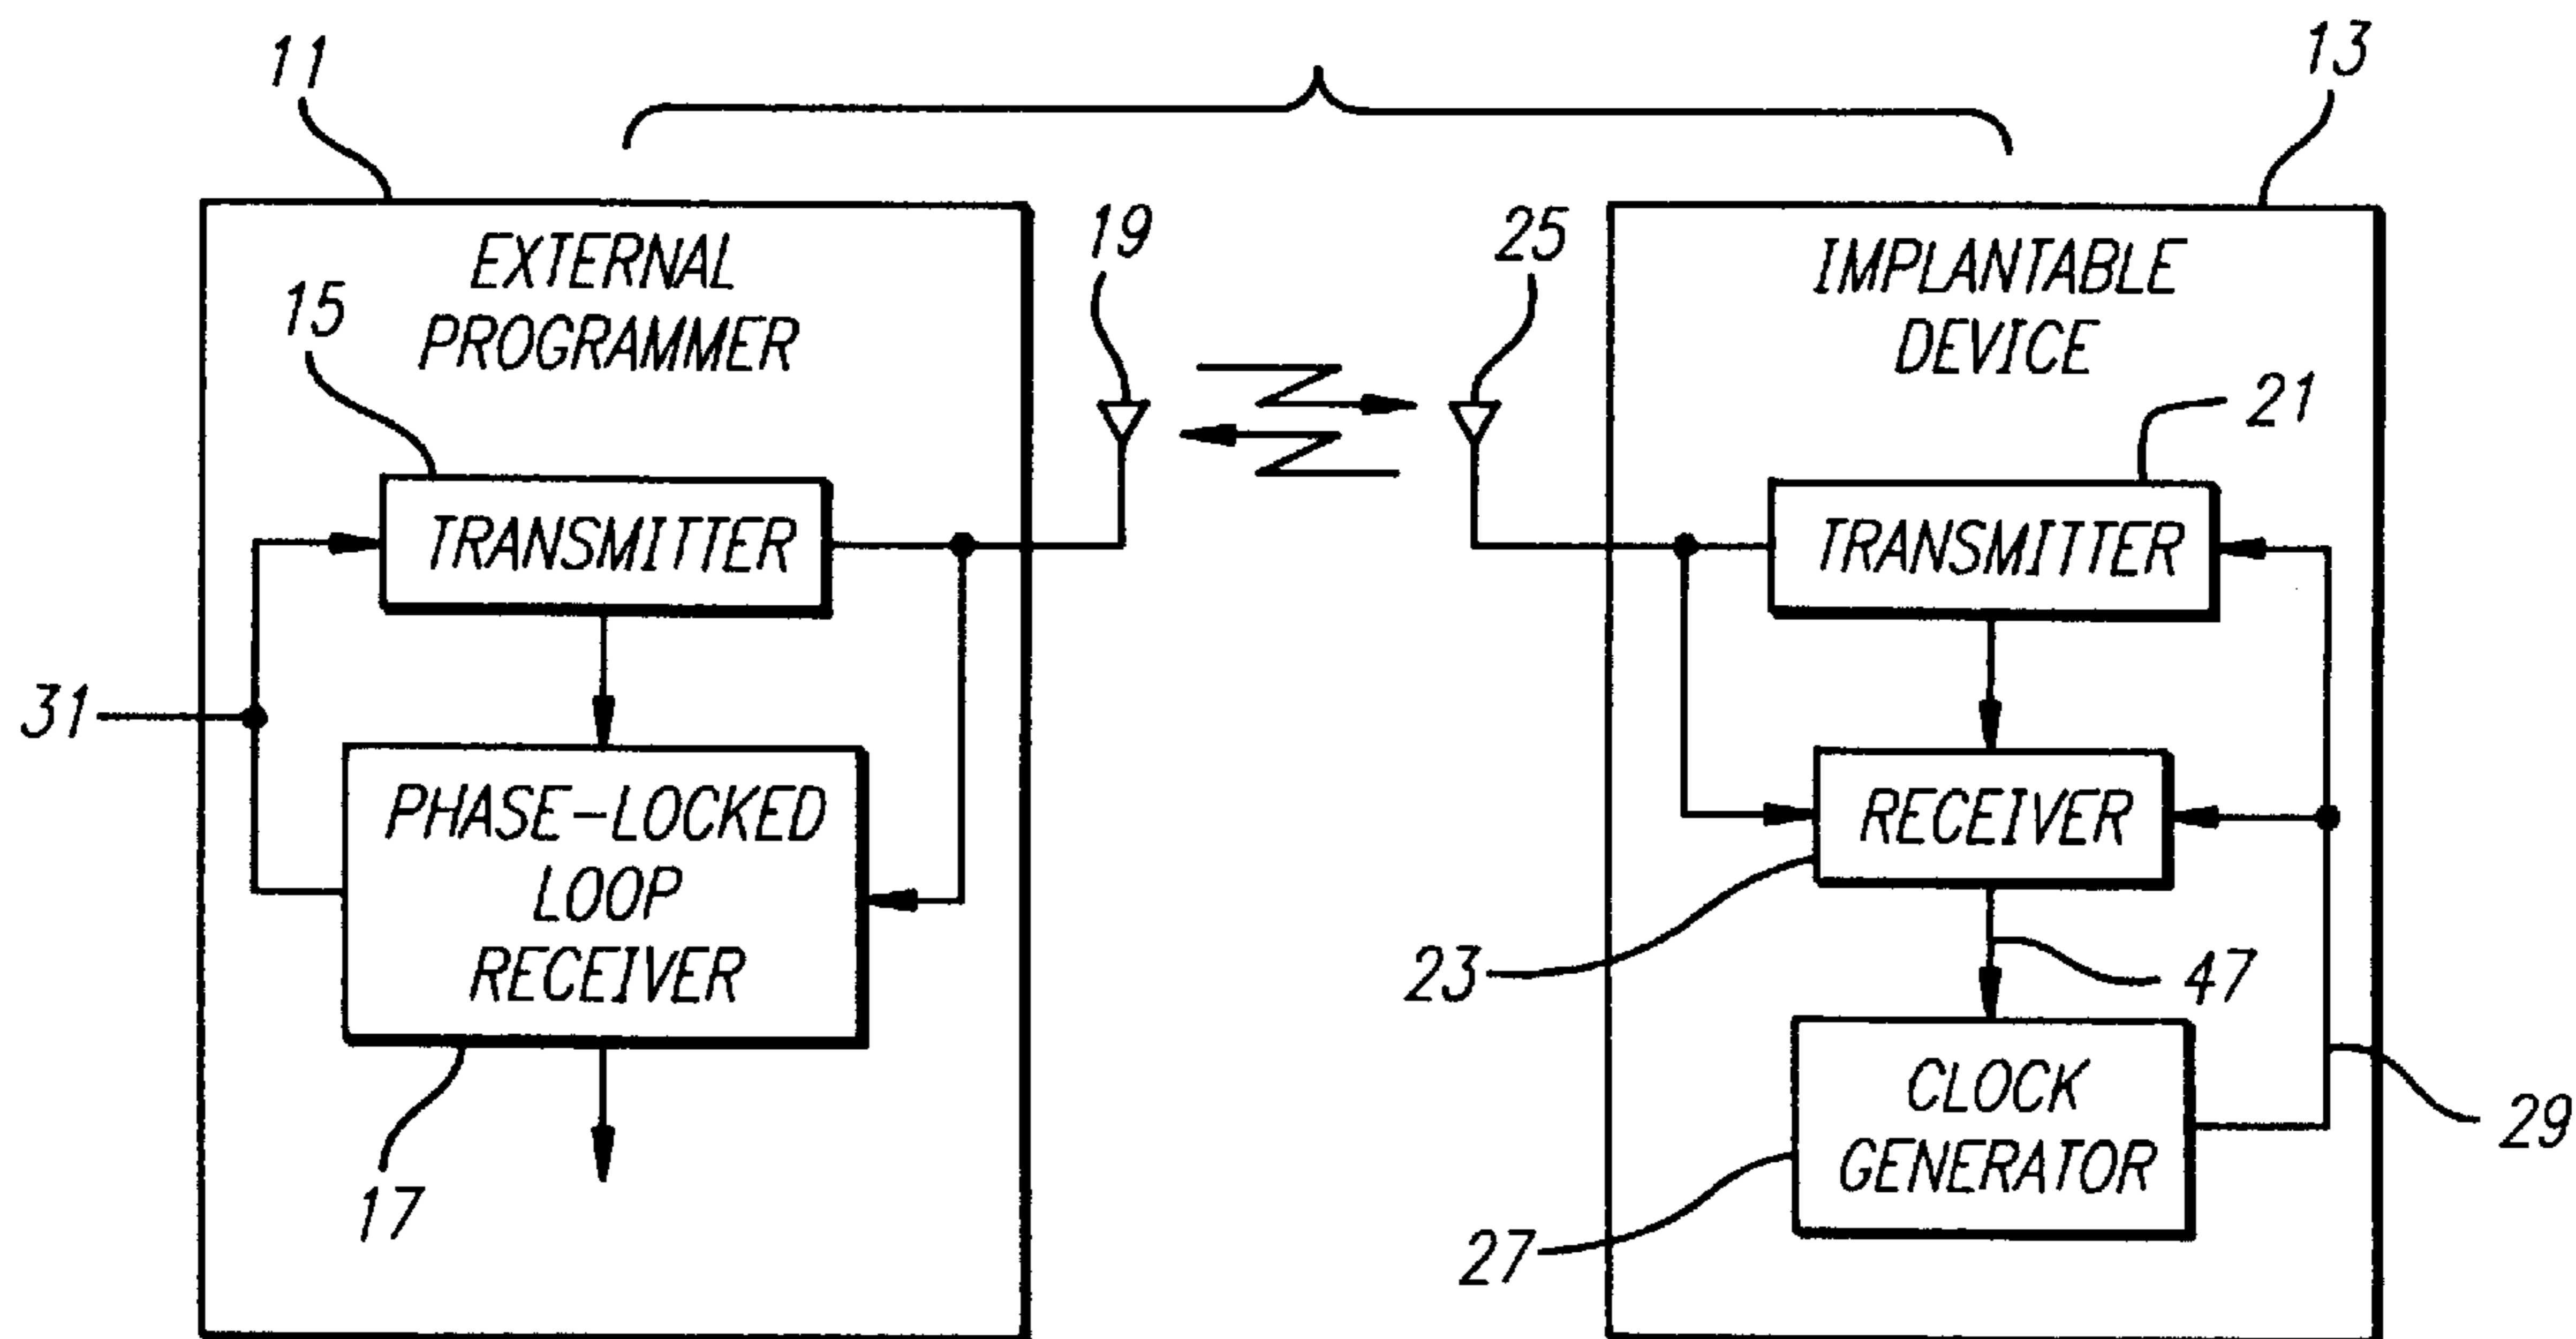 11
13
EXTERNAL
PROGRAMMER
19
25
IMPLANTABLE
DEVICE
15
21
TRANSMITTER
TRANSMITTER
31
PHASE-LOCKED
LOOP
RECEIVER
RECEIVER
23
47
CLOCK
GENERATOR
29
17
27